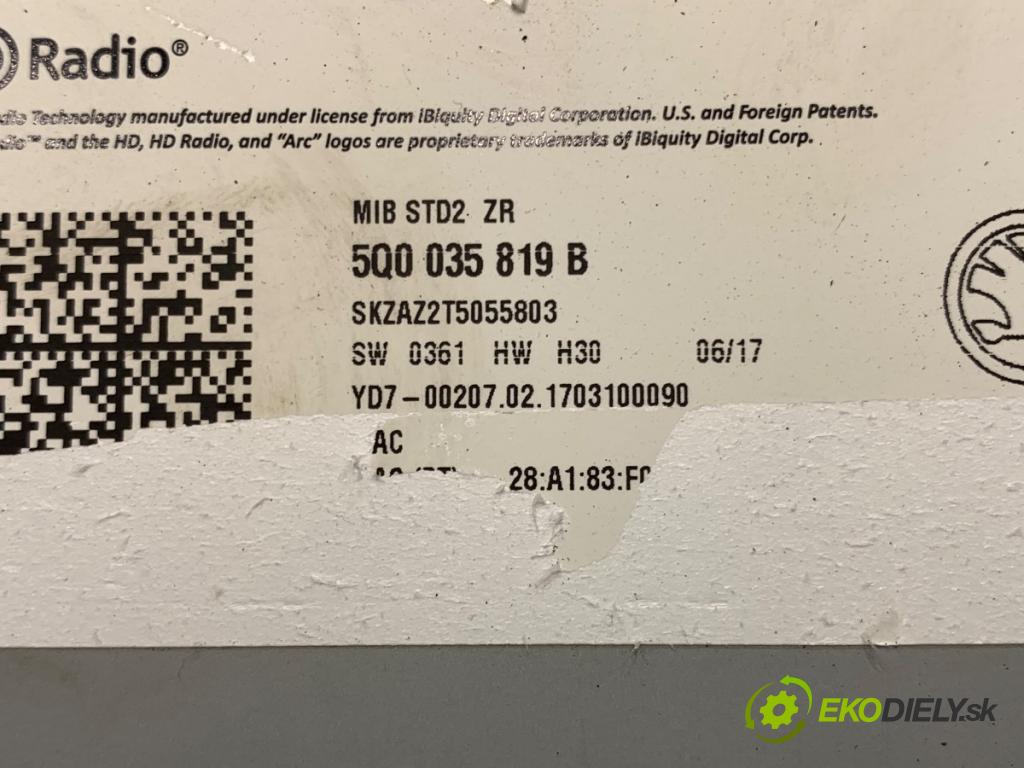 Radio®
Technology manufactured under license from iBiquity Digital Corporation. U.S. and Foreign Patents.
and the HD, HD Radio, and “Arc” logos are proprietary trademarks of iBiquity Digital Corp.
MIB STD2 ZR
5Q0 035 819 B
SKZAZ2T5055803
SW 0361 HW H30 06/17
YD7-00207.02.1703100090
AC
28:A1:83:
EKODIELY.sk